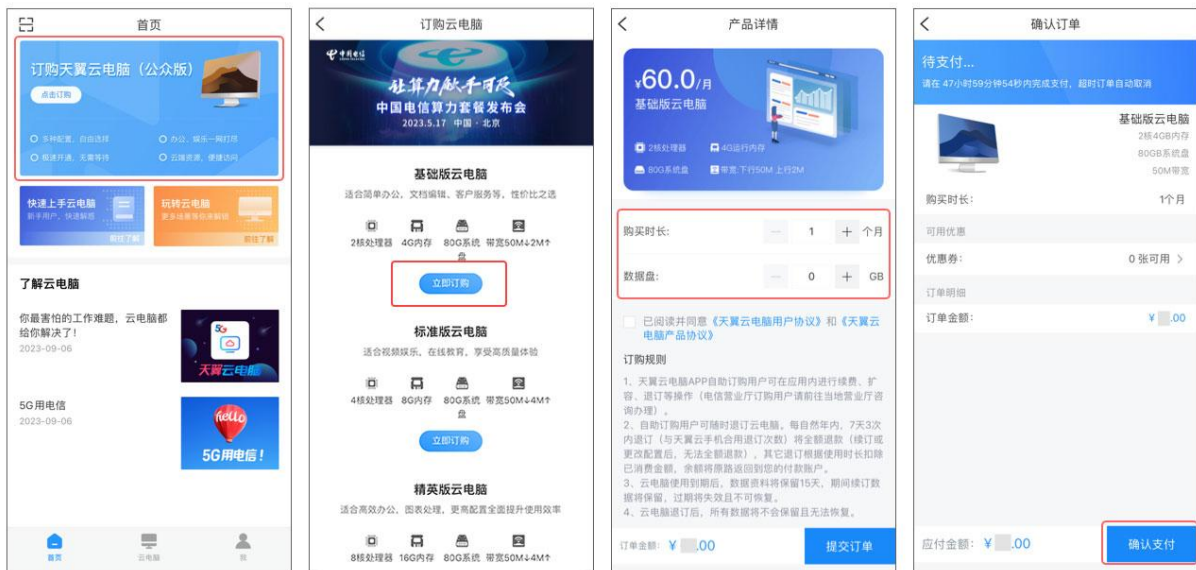 首页
订购天翼云电脑（公众版）
点击订购
多种配置，自由选择
办公、娱乐一网打尽
极速开通，无需等待
云端资源，便捷访问
快速上手云电脑
新手用户，快速解惑
前往了解
玩转云电脑
更多场景等你来解锁
前往了解
了解云电脑
你最害怕的工作难题，云电脑都
给你解决了！
2023-09-06
5G
天翼云电脑
5G用电信
2023-09-06
hello
5G用电信！
首页
云电脑
我
订购云电脑
中国电信
让算力触手可及
中国电信算力套餐发布会
2023.5.17 中国·北京
基础版云电脑
适合简单办公、文档编辑、客户服务等，性价比之选
2核处理器
4G内存
80G系统
盘
带宽50M↓2M↑
立即订购
标准版云电脑
适合视频娱乐、在线教育，享受高质量体验
4核处理器
8G内存
80G系统
盘
带宽50M↓4M↑
立即订购
精英版云电脑
适合高效办公、图表处理，更高配置全面提升使用效率
8核处理器
16G内存
80G系统
带宽50M↓4M↑
产品详情
¥60.0/月
基础版云电脑
2核处理器
4G运行内存
80G系统盘
带宽:下行50M 上行2M
购买时长:
1
个月
数据盘:
0
GB
已阅读并同意《天翼云电脑用户协议》和《天翼云
电脑产品协议》
订购规则
1、天翼云电脑APP自助订购用户可在应用内进行续费、扩
容、退订等操作（电信营业厅订购用户请前往当地营业厅咨
询办理）。
2、自助订购用户可随时退订云电脑。每自然年内，7天3次
内退订（与天翼云手机合用退订次数）将全额退款（续订或
更改配置后，无法全额退款），其它退订根据使用时长扣除
已消费金额，余额将原路返回到您的付款账户。
3、云电脑使用到期后，数据资料将保留15天，期间续订数
据将保留，过期将失效且不可恢复。
4、云电脑退订后，所有数据将不会保留且无法恢复。
订单金额:
¥ .00
提交订单
确认订单
待支付...
请在 47小时59分钟54秒内完成支付，超时订单自动取消
基础版云电脑
2核4GB内存
80GB系统盘
50M带宽
购买时长:
1个月
可用优惠
优惠券:
0 张可用
订单明细
订单金额:
¥ .00
应付金额: ¥ .00
确认支付